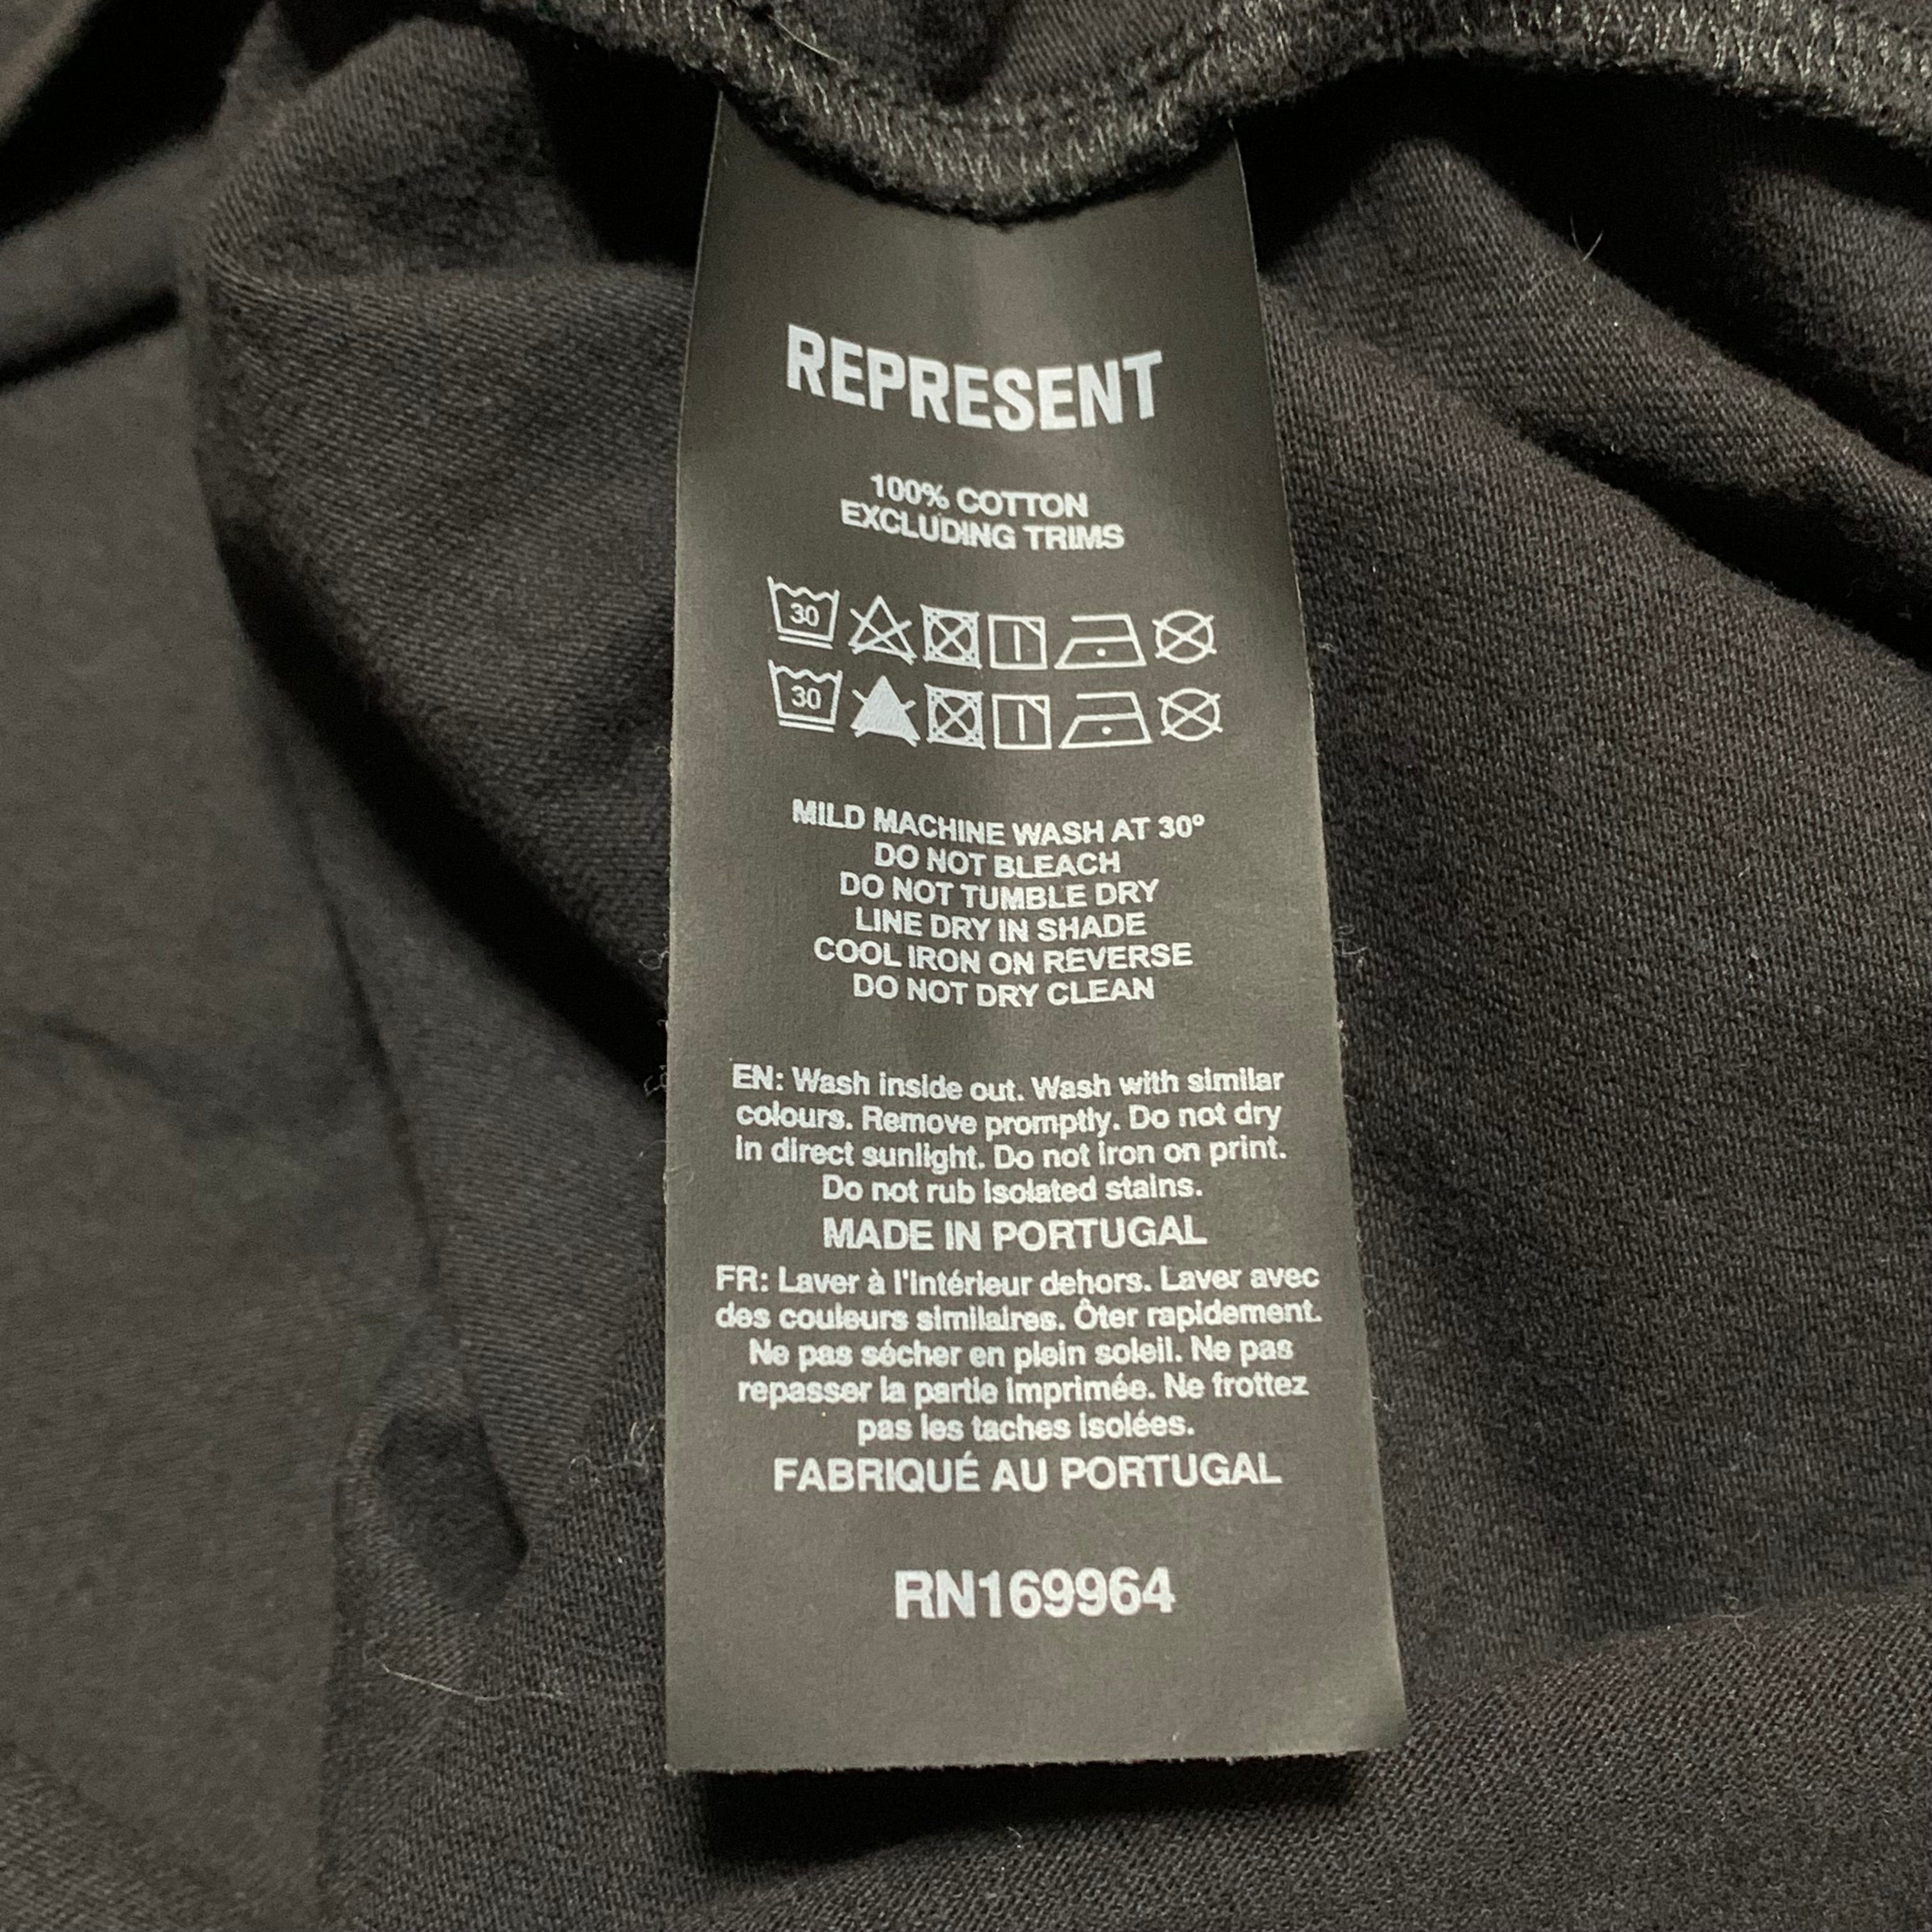 REPRESENT
100% COTTON
EXCLUDING TRIMS
30
30
MILD MACHINE WASH AT 30°
DO NOT BLEACH
DO NOT TUMBLE DRY
LINE DRY IN SHADE
COOL IRON ON REVERSE
DO NOT DRY CLEAN
EN: Wash inside out. Wash with similar
colours. Remove promptly. Do not dry
in direct sunlight. Do not iron on print.
Do not rub isolated stains.
MADE IN PORTUGAL
FR: Laver à l'intérieur dehors. Laver avec
des couleurs similaires. Ôter rapidement.
Ne pas sécher en plein soleil. Ne pas
repasser la partie imprimée. Ne frottez
pas les taches isolées.
FABRIQUÉ AU PORTUGAL
RN169964